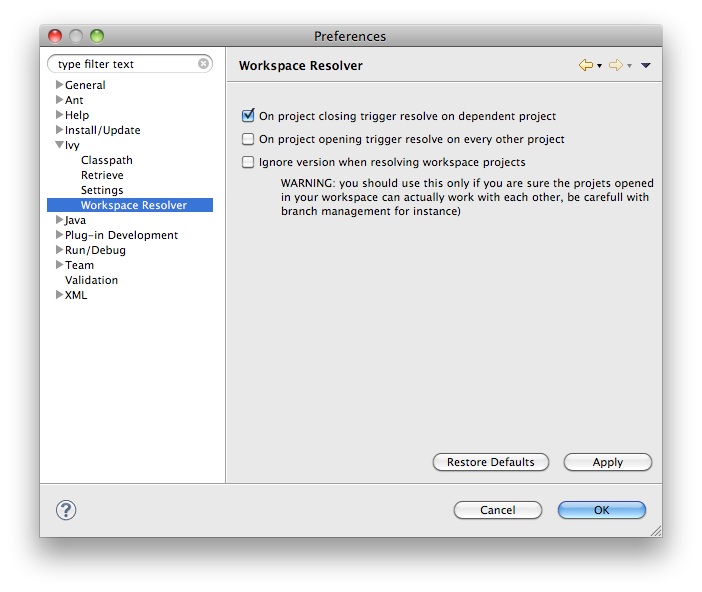 Preferences
type filter text
General
Ant
Help
Install/Update
Ivy
Classpath
Retrieve
Settings
Workspace Resolver
Java
Plug-in Development
Run/Debug
Team
Validation
XML
Workspace Resolver
On project closing trigger resolve on dependent project
On project opening trigger resolve on every other project
Ignore version when resolving workspace projects
WARNING: you should use this only if you are sure the projets opened
in your workspace can actually work with each other, be carefull with
branch management for instance)
Restore Defaults
Apply
?
Cancel
OK